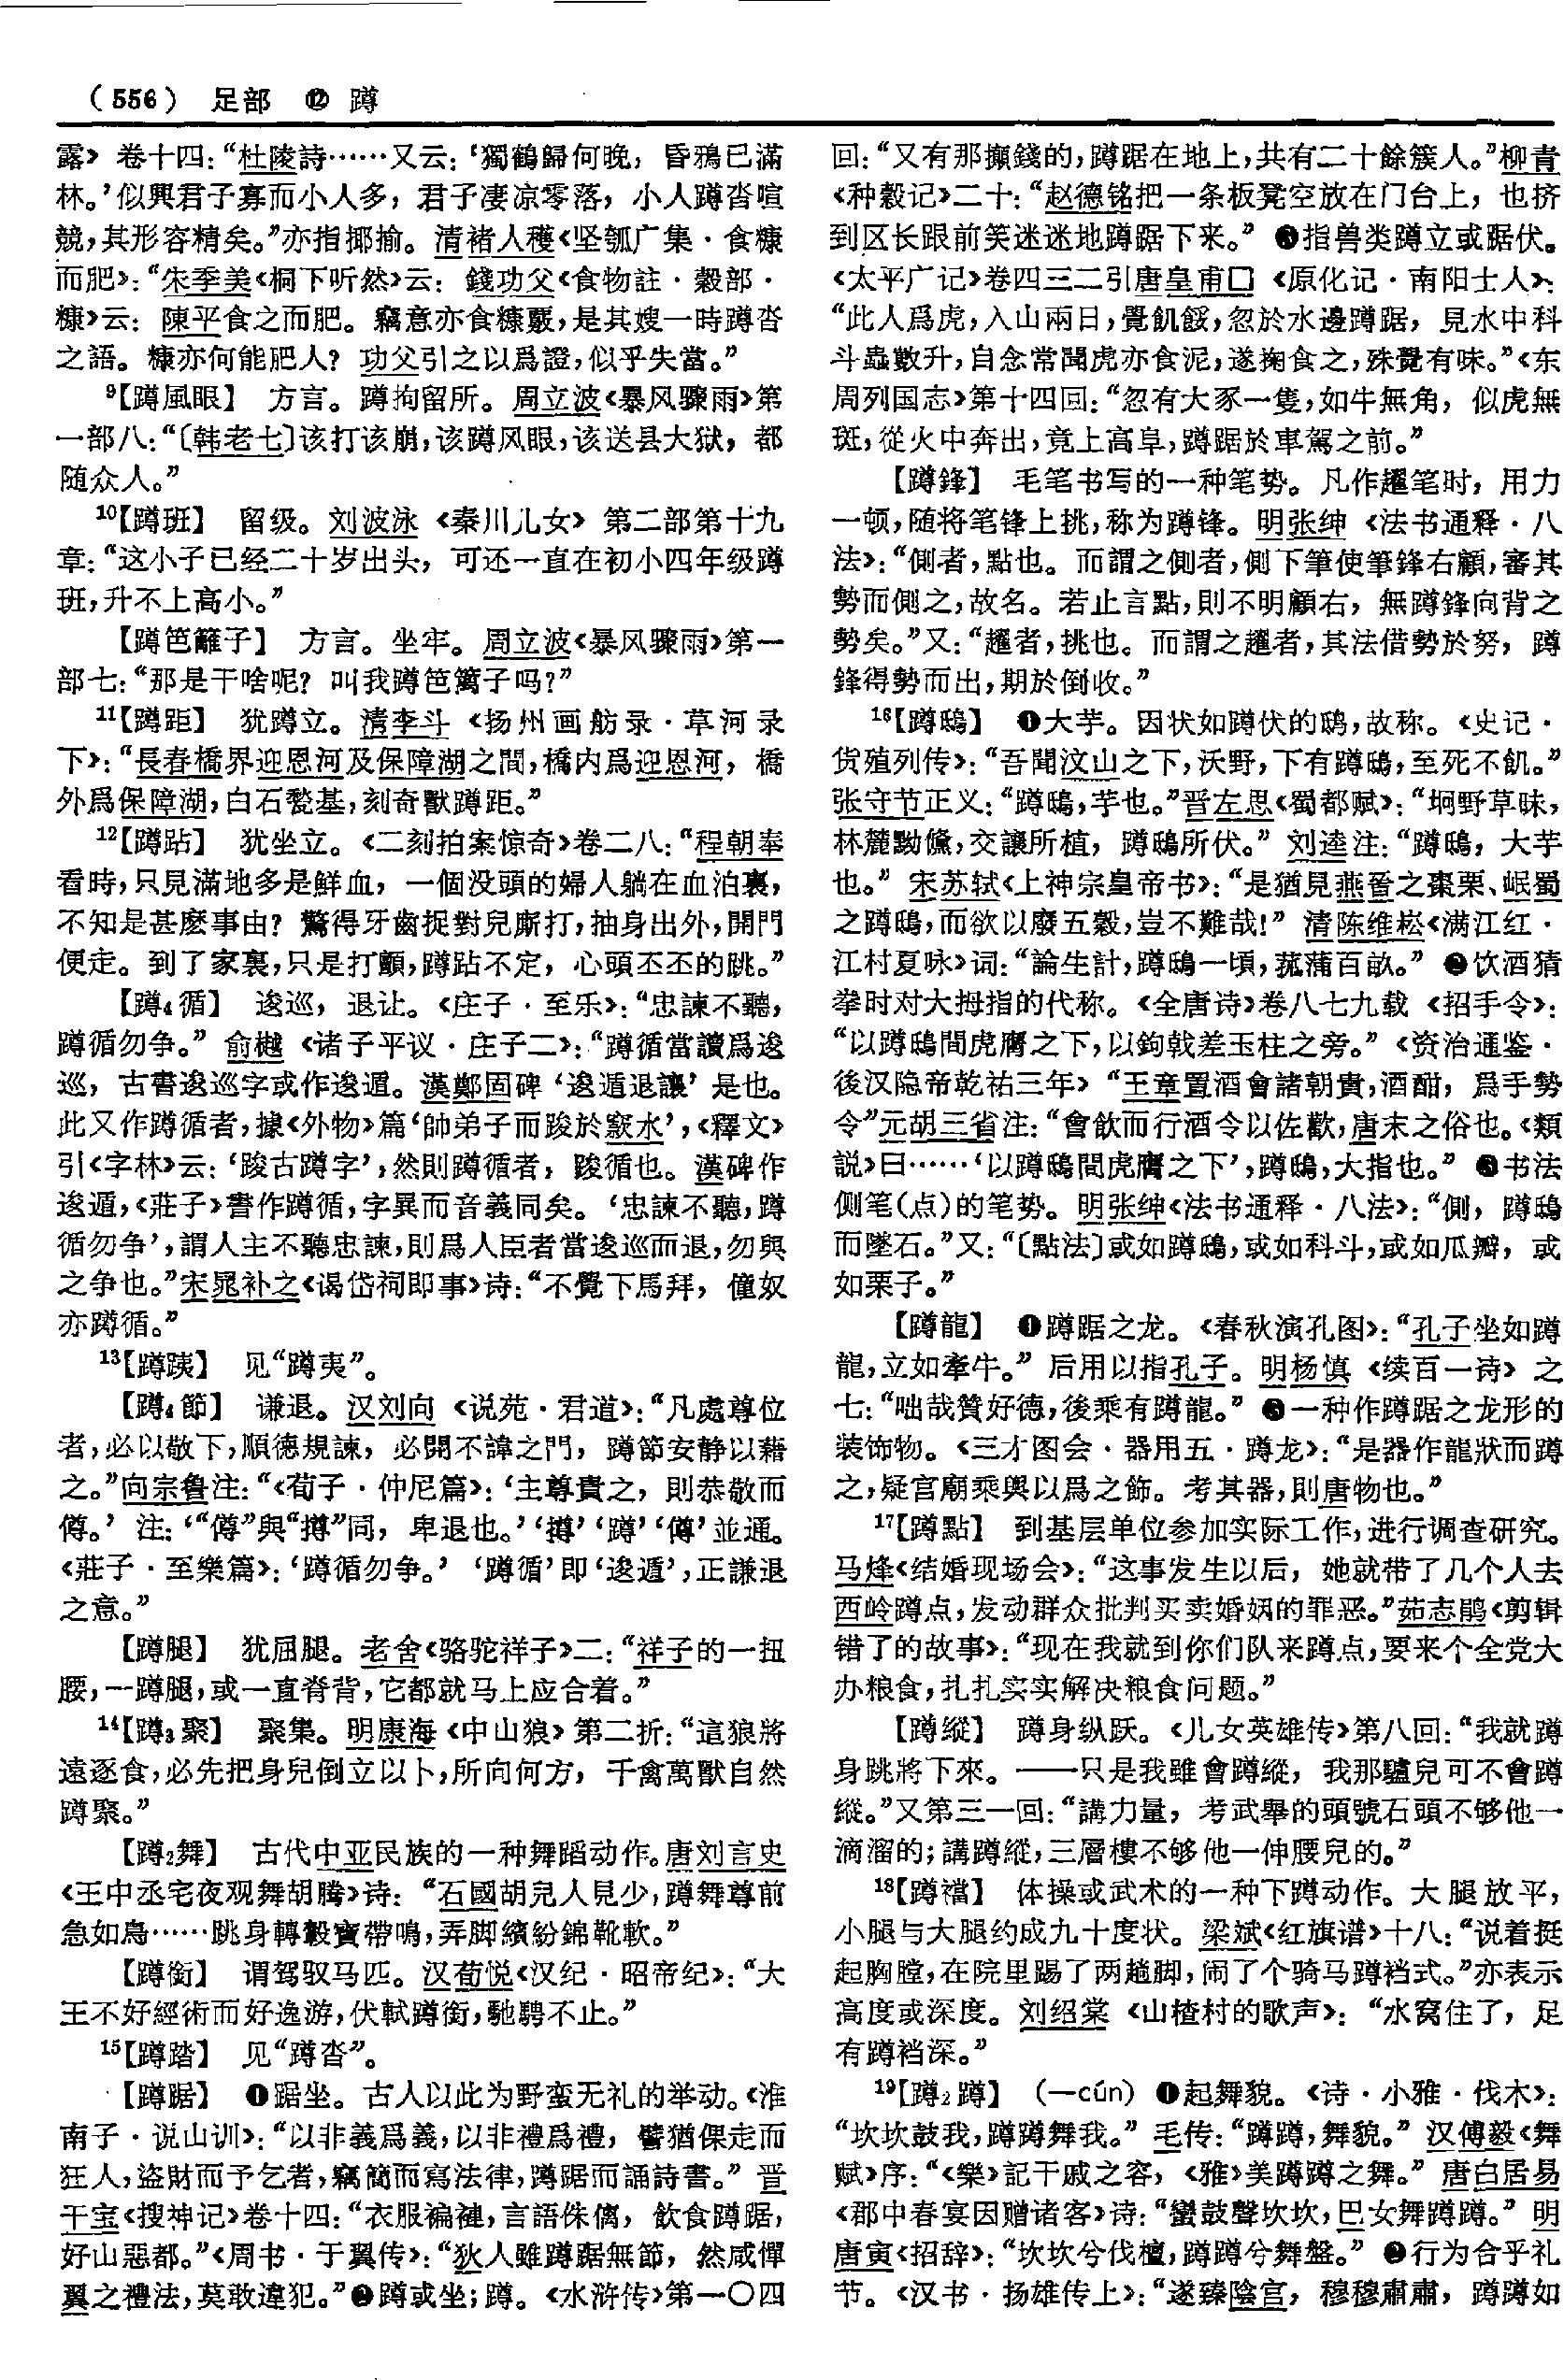 （556） 足部 ⑫ 蹲
露》卷十四：“杜陵詩……又云：‘獨鶴歸何晚，昏鴉已滿
林。’似興君子寡而小人多，君子凄凉零落，小人蹲沓喧
競，其形容精矣。”亦指揶揄。清褚人穫《坚瓠广集·食糠
而肥》：“朱季美《桐下听然》云：錢功父《食物註·穀部·
糠》云：陳平食之而肥。竊意亦食糠覈，是其嫂一時蹲沓
之語。糠亦何能肥人？功父引之以爲證，似乎失當。”
⁹【蹲風眼】 方言。蹲拘留所。周立波《暴风骤雨》第
一部八：“〔韩老七〕该打该崩，该蹲风眼，该送县大狱，都
随众人。”
¹⁰【蹲班】 留级。刘波泳《秦川儿女》第二部第十九
章：“这小子已经二十岁出头，可还一直在初小四年级蹲
班，升不上高小。”
【蹲笆籬子】 方言。坐牢。周立波《暴风骤雨》第一
部七：“那是干啥呢？叫我蹲笆篱子吗？”
¹¹【蹲距】 犹蹲立。清李斗《扬州画舫录·草河录
下》：“長春橋界迎恩河及保障湖之間，橋内爲迎恩河，橋
外爲保障湖，白石甃基，刻奇獸蹲距。”
¹²【蹲跕】 犹坐立。《二刻拍案惊奇》卷二八：“程朝奉
看時，只見滿地多是鮮血，一個没頭的婦人躺在血泊裏，
不知是甚麽事由？驚得牙齒捉對兒廝打，抽身出外，開門
便走。到了家裏，只是打顫，蹲跕不定，心頭丕丕的跳。”
【蹲₄循】 逡巡，退让。《庄子·至乐》：“忠諫不聽，
蹲循勿争。”俞樾《诸子平议·庄子二》：“蹲循當讀爲逡
巡，古書逡巡字或作逡遁。漢鄭固碑‘逡遁退讓’是也。
此又作蹲循者，據《外物》篇‘帥弟子而踆於窾水’，《釋文》
引《字林》云：‘踆古蹲字’，然則蹲循者，踆循也。漢碑作
逡遁，《莊子》書作蹲循，字異而音義同矣。‘忠諫不聽，蹲
循勿争’，謂人主不聽忠諫，則爲人臣者當逡巡而退，勿與
之争也。”宋晁补之《谒岱祠即事》诗：“不覺下馬拜，僮奴
亦蹲循。”
¹³【蹲跠】 见“蹲夷”。
【蹲₄節】 谦退。汉刘向《说苑·君道》：“凡處尊位
者，必以敬下，順德規諫，必開不諱之門，蹲節安静以藉
之。”向宗鲁注：“《荀子·仲尼篇》：‘主尊貴之，則恭敬而
僔。’注：‘“僔”與“撙”同，卑退也。’‘撙’‘蹲’‘僔’並通。
《莊子·至樂篇》：‘蹲循勿争。’‘蹲循’即‘逡遁’，正謙退
之意。”
【蹲腿】 犹屈腿。老舍《骆驼祥子》二：“祥子的一扭
腰，一蹲腿，或一直脊背，它都就马上应合着。”
¹⁴【蹲₃聚】 聚集。明康海《中山狼》第二折：“這狼將
遠逐食，必先把身兒倒立以卜，所向何方，千禽萬獸自然
蹲聚。”
【蹲₂舞】 古代中亚民族的一种舞蹈动作。唐刘言史
《王中丞宅夜观舞胡腾》诗：“石國胡兒人見少，蹲舞尊前
急如鳥……跳身轉轂寶帶鳴，弄脚繽紛錦靴軟。”
【蹲銜】 谓驾驭马匹。汉荀悦《汉纪·昭帝纪》：“大
王不好經術而好逸游，伏軾蹲銜，馳騁不止。”
¹⁵【蹲踏】 见“蹲沓”。
【蹲踞】 ❶踞坐。古人以此为野蛮无礼的举动。《淮
南子·说山训》：“以非義爲義，以非禮爲禮，譬猶倮走而
狂人，盗財而予乞者，竊簡而寫法律，蹲踞而誦詩書。”晋
干宝《搜神记》卷十四：“衣服褊褳，言語侏儷，飲食蹲踞，
好山惡都。”《周书·于翼传》：“狄人雖蹲踞無節，然咸憚
翼之禮法，莫敢違犯。”❷蹲或坐；蹲。《水浒传》第一〇四
回：“又有那攧錢的，蹲踞在地上，共有二十餘簇人。”柳青
《种穀记》二十：“赵德铭把一条板凳空放在门台上，也挤
到区长跟前笑迷迷地蹲踞下来。”❸指兽类蹲立或踞伏。
《太平广记》卷四三二引唐皇甫囗《原化记·南阳士人》：
“此人爲虎，入山兩日，覺飢餒，忽於水邊蹲踞，見水中科
斗蟲數升，自念常聞虎亦食泥，遂掬食之，殊覺有味。”《东
周列国志》第十四回：“忽有大豕一隻，如牛無角，似虎無
斑，從火中奔出，竟上高阜，蹲踞於車駕之前。”
【蹲鋒】 毛笔书写的一种笔势。凡作趯笔时，用力
一顿，随将笔锋上挑，称为蹲锋。明张绅《法书通释·八
法》：“側者，點也。而謂之側者，側下筆使筆鋒右顧，審其
勢而側之，故名。若止言點，則不明顧右，無蹲鋒向背之
勢矣。”又：“趯者，挑也。而謂之趯者，其法借勢於努，蹲
鋒得勢而出，期於倒收。”
¹⁶【蹲鴟】 ❶大芋。因状如蹲伏的鸱，故称。《史记·
货殖列传》：“吾聞汶山之下，沃野，下有蹲鴟，至死不飢。”
张守节正义：“蹲鴟，芋也。”晋左思《蜀都赋》：“坰野草昧，
林麓黝儵，交讓所植，蹲鴟所伏。”刘逵注：“蹲鴟，大芋
也。”宋苏轼《上神宗皇帝书》：“是猶見燕晉之棗栗、岷蜀
之蹲鴟，而欲以廢五穀，豈不難哉！”清陈维崧《满江红·
江村夏咏》词：“論生計，蹲鴟一頃，菰蒲百畝。”❷饮酒猜
拳时对大拇指的代称。《全唐诗》卷八七九载《招手令》：
“以蹲鴟間虎膺之下，以鉤戟差玉柱之旁。”《资治通鉴·
後汉隐帝乾祐三年》“王章置酒會諸朝貴，酒酣，爲手勢
令”元胡三省注：“會飲而行酒令以佐歡，唐末之俗也。《類
説》曰……‘以蹲鴟間虎膺之下’，蹲鴟，大指也。”❸书法
侧笔（点）的笔势。明张绅《法书通释·八法》：“側，蹲鴟
而墜石。”又：“〔點法〕或如蹲鴟，或如科斗，或如瓜瓣，或
如栗子。”
【蹲龍】 ❶蹲踞之龙。《春秋演孔图》：“孔子坐如蹲
龍，立如牽牛。”后用以指孔子。明杨慎《续百一诗》之
七：“咄哉贊好德，後乘有蹲龍。”❷一种作蹲踞之龙形的
装饰物。《三才图会·器用五·蹲龙》：“是器作龍狀而蹲
之，疑宫廟乘輿以爲之飾。考其器，則唐物也。”
¹⁷【蹲點】 到基层单位参加实际工作，进行调查研究。
马烽《结婚现场会》：“这事发生以后，她就带了几个人去
西岭蹲点，发动群众批判买卖婚姻的罪恶。”茹志鹃《剪辑
错了的故事》：“现在我就到你们队来蹲点，要来个全党大
办粮食，扎扎实实解决粮食问题。”
【蹲縱】 蹲身纵跃。《儿女英雄传》第八回：“我就蹲
身跳將下來。——只是我雖會蹲縱，我那驢兒可不會蹲
縱。”又第三一回：“講力量，考武舉的頭號石頭不够他一
滴溜的；講蹲縱，三層樓不够他一伸腰兒的。”
¹⁸【蹲襠】 体操或武术的一种下蹲动作。大腿放平，
小腿与大腿约成九十度状。梁斌《红旗谱》十八：“说着挺
起胸膛，在院里踢了两趟脚，闹了个骑马蹲裆式。”亦表示
高度或深度。刘绍棠《山楂村的歌声》：“水窝住了，足
有蹲裆深。”
¹⁹【蹲₂蹲】 （—cún）❶起舞貌。《诗·小雅·伐木》：
“坎坎鼓我，蹲蹲舞我。”毛传：“蹲蹲，舞貌。”汉傅毅《舞
赋》序：“《樂》記干戚之容，《雅》美蹲蹲之舞。”唐白居易
《郡中春宴因赠诸客》诗：“蠻鼓聲坎坎，巴女舞蹲蹲。”明
唐寅《招辞》：“坎坎兮伐檀，蹲蹲兮舞盤。”❷行为合乎礼
节。《汉书·扬雄传上》：“遂臻陰宫，穆穆肅肅，蹲蹲如